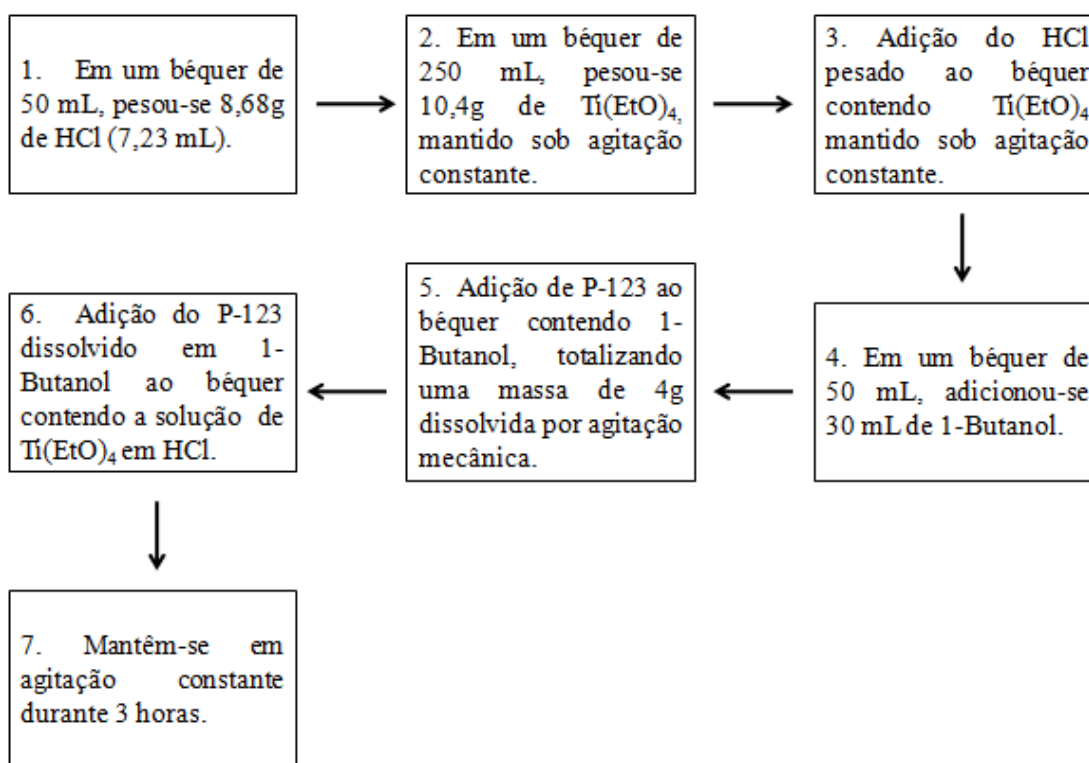 1. Em um béquer de
50 mL, pesou-se 8,68g
de HCl (7,23 mL).
2. Em um béquer de
250 mL, pesou-se
10,4g de Ti(EtO)₄,
mantido sob agitação
constante.
3. Adição do HCl
pesado ao béquer
contendo Ti(EtO)₄
mantido sob agitação
constante.
4. Em um béquer de
50 mL, adicionou-se
30 mL de 1-Butanol.
5. Adição de P-123 ao
béquer contendo 1-
Butanol, totalizando
uma massa de 4g
dissolvida por agitação
mecânica.
6. Adição do P-123
dissolvido em 1-
Butanol ao béquer
contendo a solução de
Ti(EtO)₄ em HCl.
7. Mantêm-se em
agitação constante
durante 3 horas.